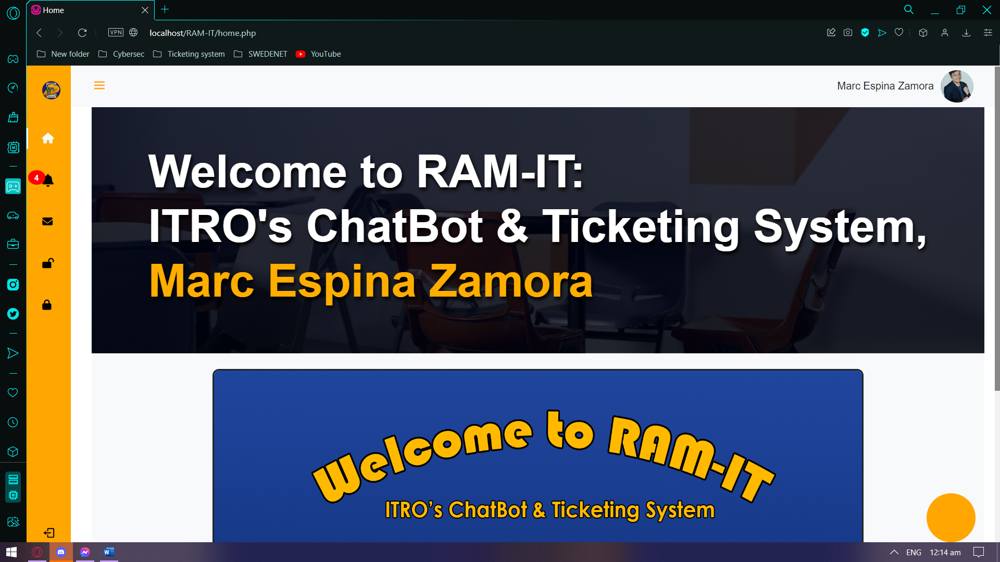 Home
VPN
localhost/RAM-IT/home.php
New folder
Cybersec
Ticketing system
SWEDENET
YouTube
Marc Espina Zamora
4
Welcome to RAM-IT:
ITRO's ChatBot & Ticketing System,
Marc Espina Zamora
Welcome to RAM-IT
ITRO’s ChatBot & Ticketing System
ENG
12:14 am